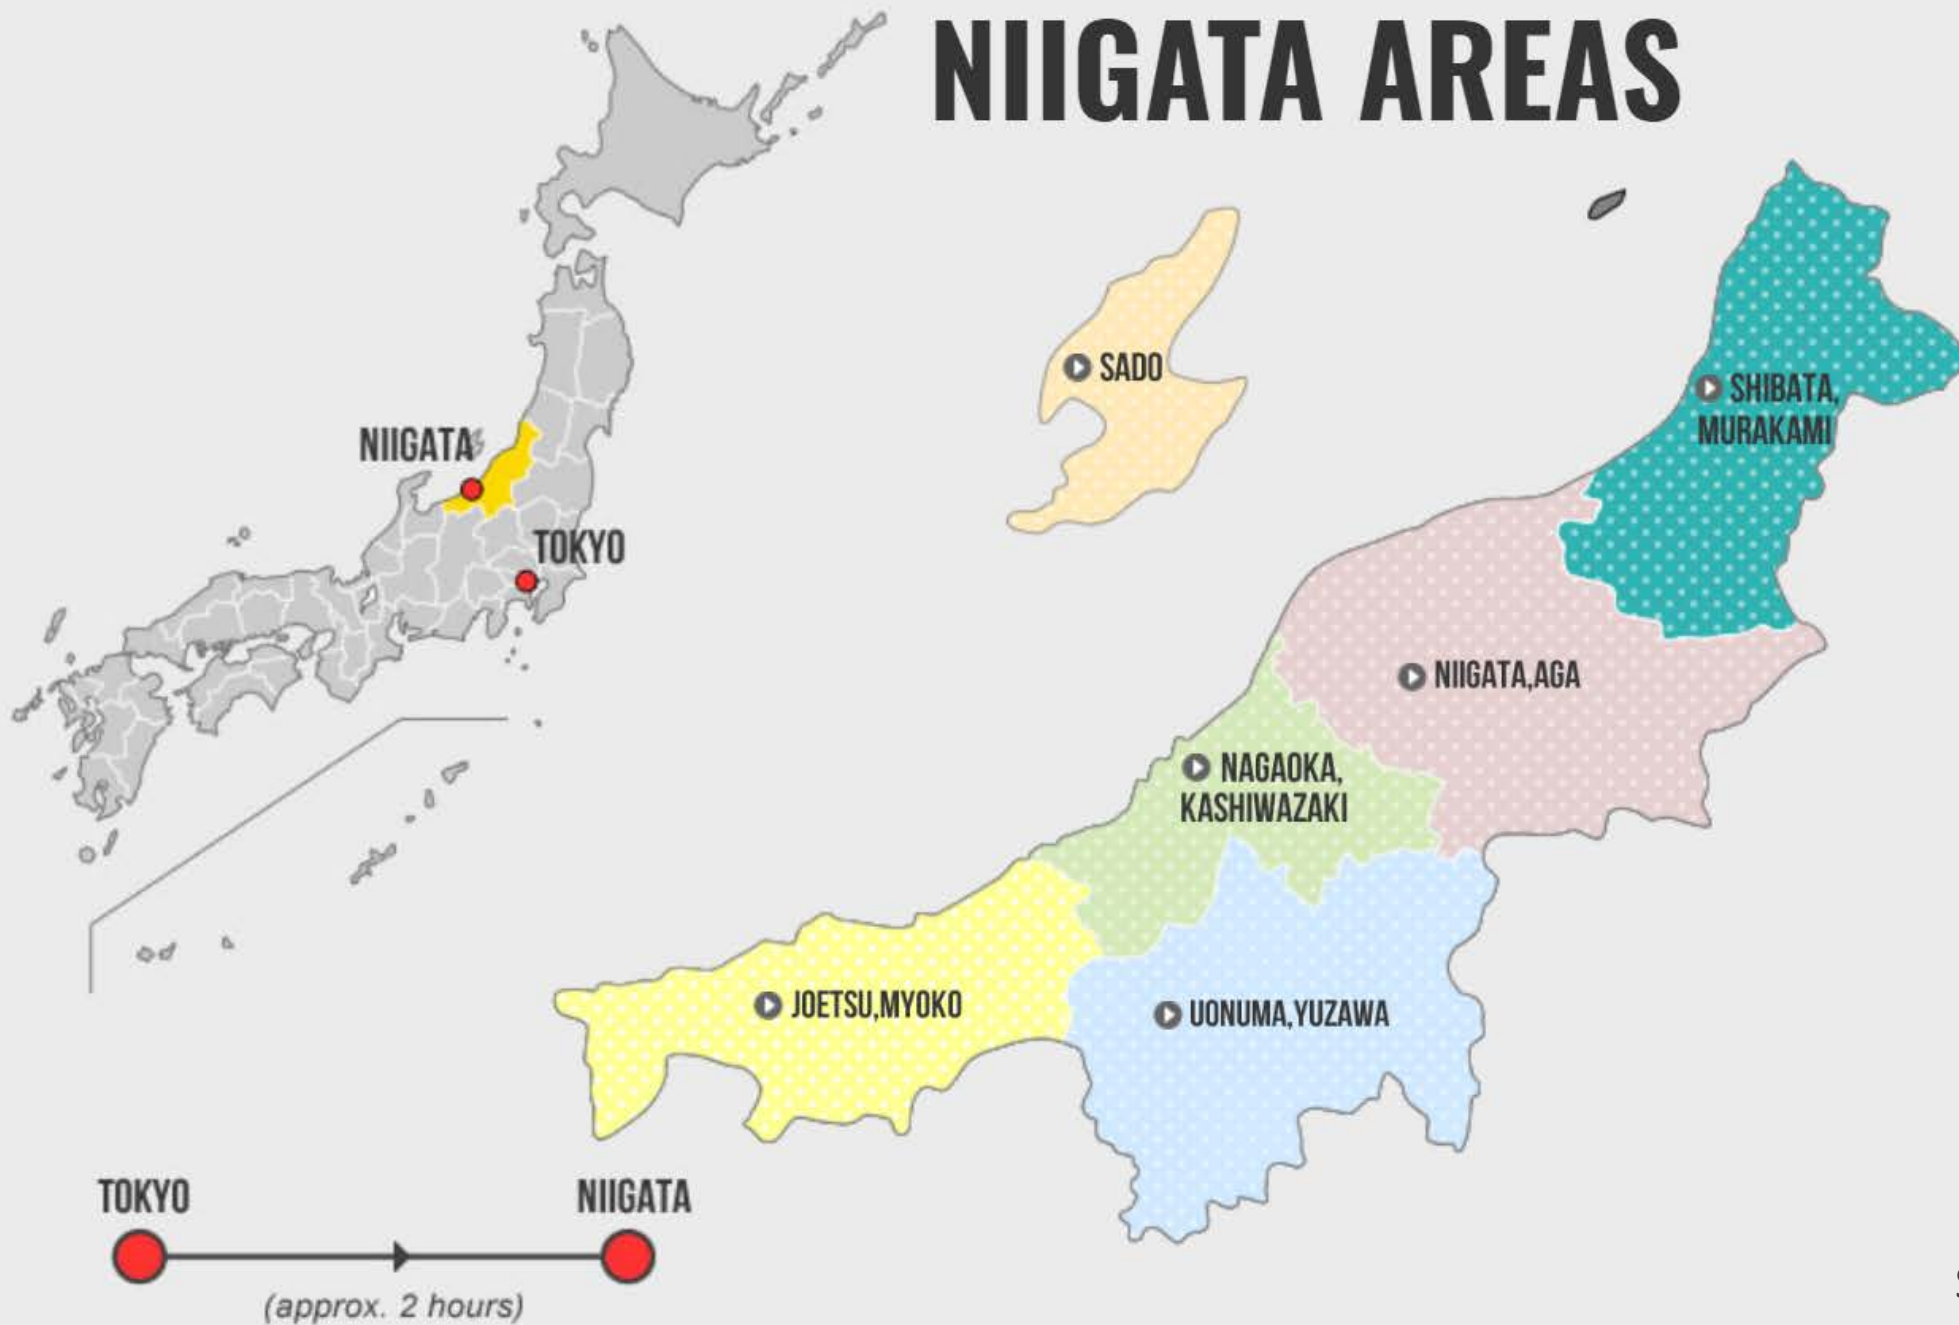 NIIGATA AREAS
SADO
SHIBATA,
MURAKAMI
NIIGATA
TOKYO
NIIGATA,AGA
NAGAOKA,
KASHIWAZAKI
JOETSU,MYOKO
UONUMA,YUZAWA
TOKYO
NIIGATA
(approx. 2 hours)